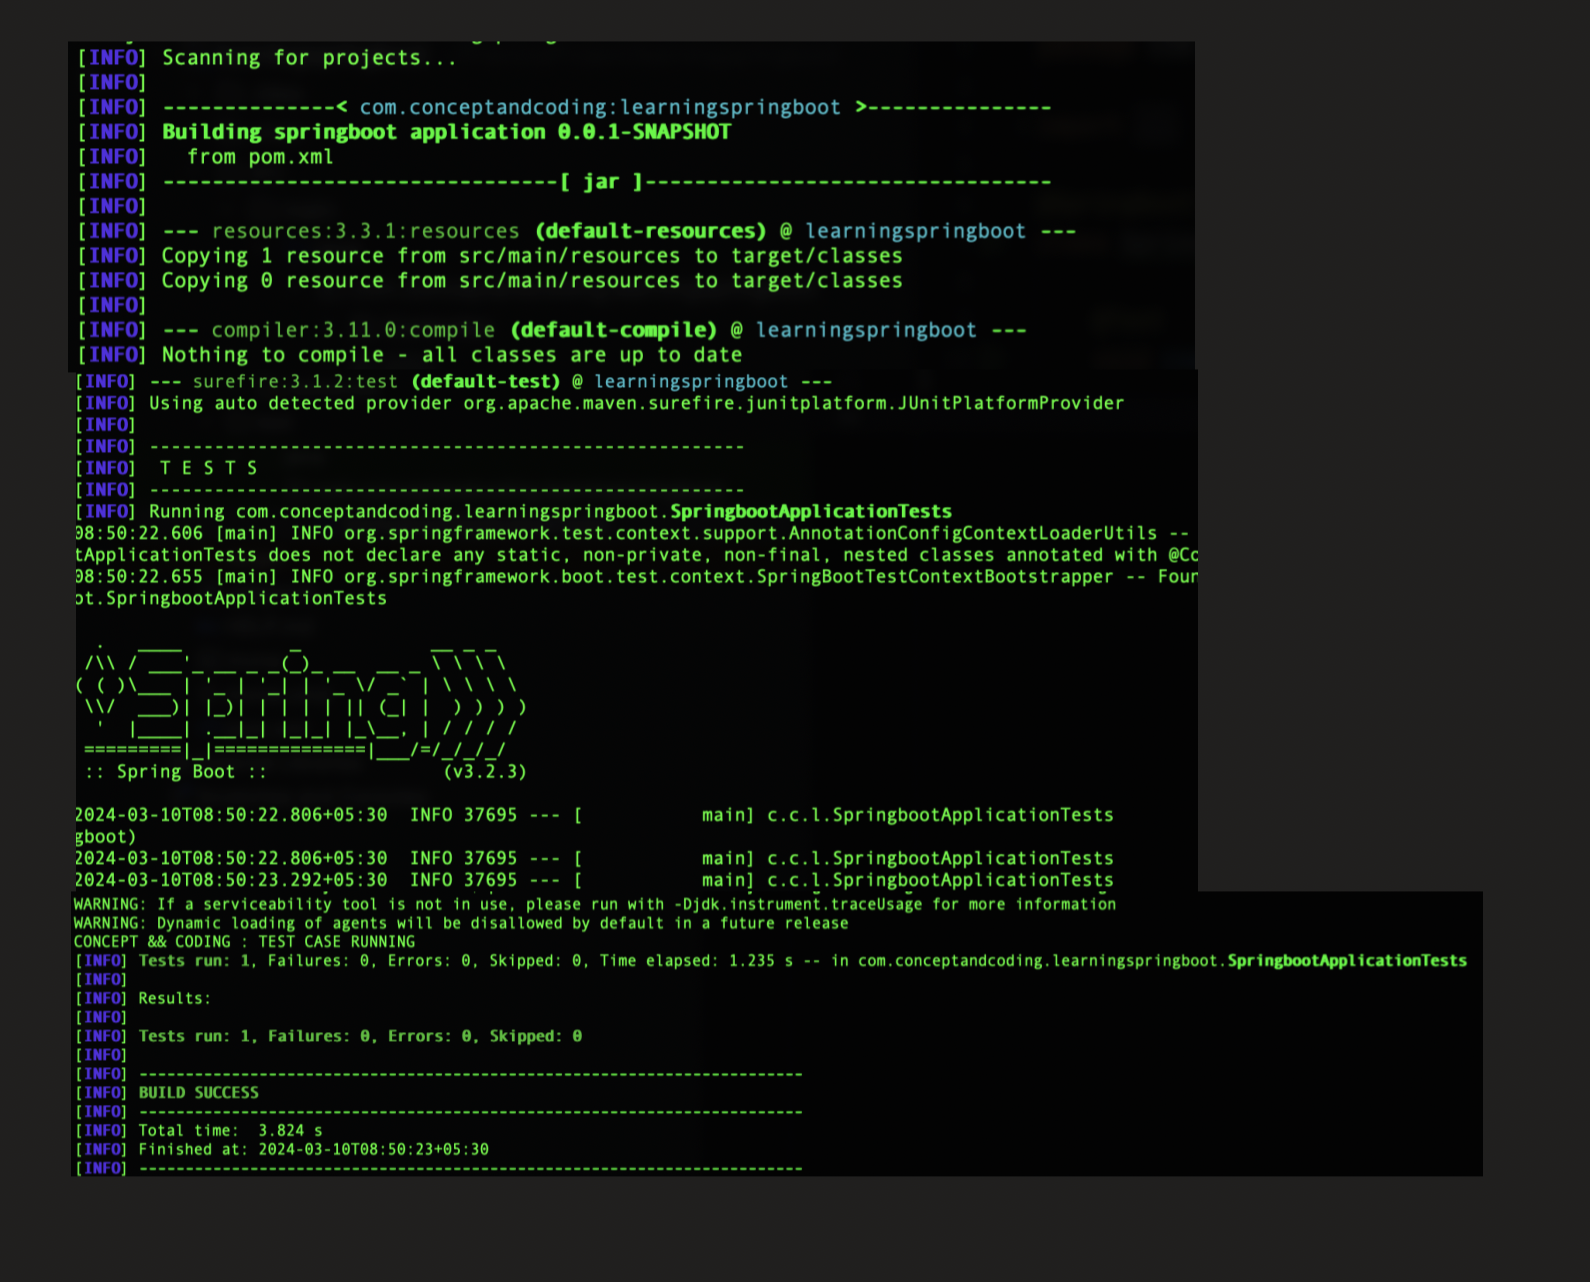 [INFO] Scanning for projects...
[INFO]
[INFO] --------------< com.conceptandcoding:learningspringboot >---------------
[INFO] Building springboot application 0.0.1-SNAPSHOT
[INFO]   from pom.xml
[INFO] --------------------------------[ jar ]---------------------------------
[INFO]
[INFO] --- resources:3.3.1:resources (default-resources) @ learningspringboot ---
[INFO] Copying 1 resource from src/main/resources to target/classes
[INFO] Copying 0 resource from src/main/resources to target/classes
[INFO]
[INFO] --- compiler:3.11.0:compile (default-compile) @ learningspringboot ---
[INFO] Nothing to compile - all classes are up to date
[INFO] --- surefire:3.1.2:test (default-test) @ learningspringboot ---
[INFO] Using auto detected provider org.apache.maven.surefire.junitplatform.JUnitPlatformProvider
[INFO]
[INFO] -------------------------------------------------------
[INFO]  T E S T S
[INFO] -------------------------------------------------------
[INFO] Running com.conceptandcoding.learningspringboot.SpringbootApplicationTests
08:50:22.606 [main] INFO org.springframework.test.context.support.AnnotationConfigContextLoaderUtils --
tApplicationTests does not declare any static, non-private, non-final, nested classes annotated with @Co
08:50:22.655 [main] INFO org.springframework.boot.test.context.SpringBootTestContextBootstrapper -- Foun
ot.SpringbootApplicationTests
  .   ____          _            __ _ _
 /\\ / ___'_ __ _ _(_)_ __  __ _ \ \ \ \
( ( )\___ | '_ | '_| | '_ \/ _` | \ \ \ \
 \\/  ___)| |_)| | | | | || (_| |  ) ) ) )
  '  |____| .__|_| |_|_| |_\__, | / / / /
 =========|_|==============|___/=/_/_/_/
 :: Spring Boot ::                (v3.2.3)
2024-03-10T08:50:22.806+05:30  INFO 37695 --- [           main] c.c.l.SpringbootApplicationTests
gboot)
2024-03-10T08:50:22.806+05:30  INFO 37695 --- [           main] c.c.l.SpringbootApplicationTests
2024-03-10T08:50:23.292+05:30  INFO 37695 --- [           main] c.c.l.SpringbootApplicationTests
WARNING: If a serviceability tool is not in use, please run with -Djdk.instrument.traceUsage for more information
WARNING: Dynamic loading of agents will be disallowed by default in a future release
CONCEPT && CODING : TEST CASE RUNNING
[INFO] Tests run: 1, Failures: 0, Errors: 0, Skipped: 0, Time elapsed: 1.235 s -- in com.conceptandcoding.learningspringboot.SpringbootApplicationTests
[INFO]
[INFO] Results:
[INFO]
[INFO] Tests run: 1, Failures: 0, Errors: 0, Skipped: 0
[INFO]
[INFO] ------------------------------------------------------------------------
[INFO] BUILD SUCCESS
[INFO] ------------------------------------------------------------------------
[INFO] Total time:  3.824 s
[INFO] Finished at: 2024-03-10T08:50:23+05:30
[INFO] ------------------------------------------------------------------------